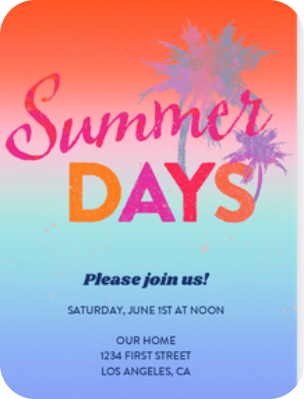 Summer
DAYS
Please join us!
SATURDAY, JUNE 1ST AT NOON
OUR HOME
1234 FIRST STREET
LOS ANGELES, CA